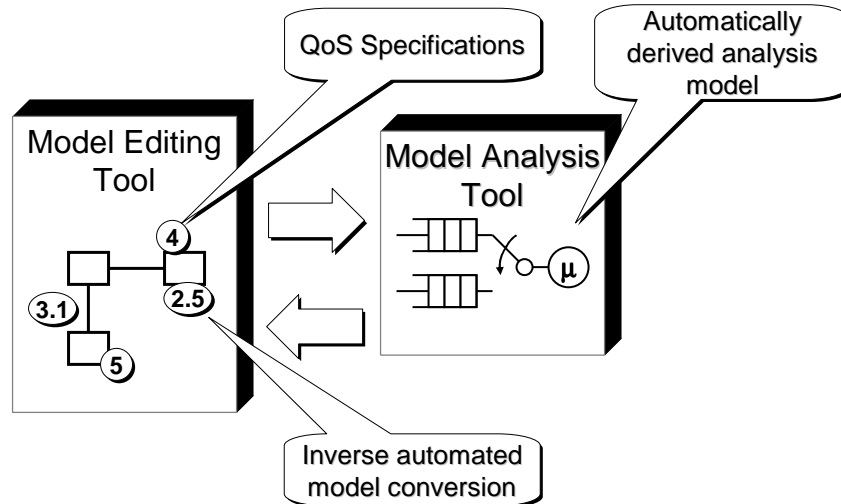 QoS Specifications
Automatically
derived analysis
model
Model Editing
Tool
4
2.5
3.1
5
Model Analysis
Tool
μ
Inverse automated
model conversion